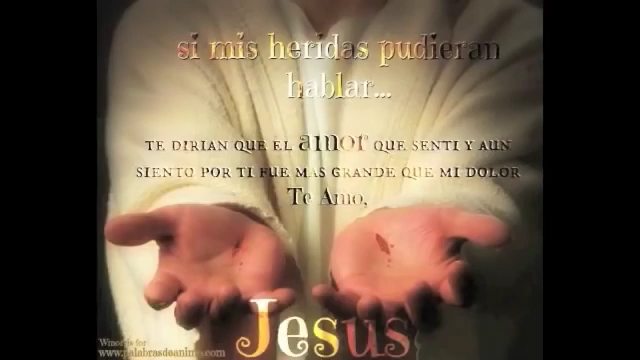 si mis heridas pudieran
hablar...
TE DIRIAN QUE EL amor QUE SENTI Y AUN
SIENTO POR TI FUE MAS GRANDE QUE MI DOLOR
Te Amo,
Jesus
www.palabrasdeanimo.com